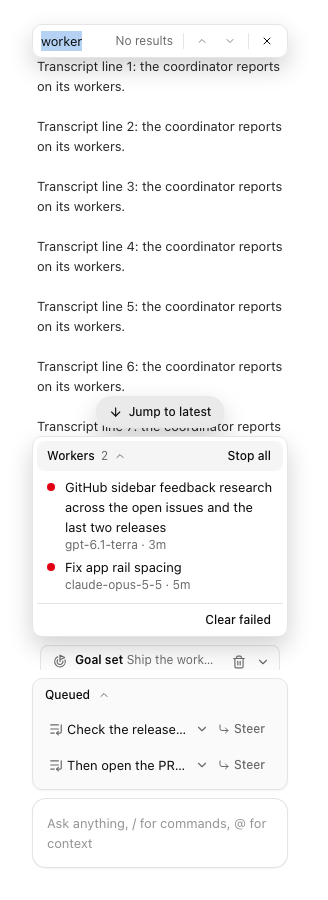 worker No results
Transcript line 1: the coordinator reports
on its workers.
Transcript line 2: the coordinator reports
on its workers.
Transcript line 3: the coordinator reports
on its workers.
Transcript line 4: the coordinator reports
on its workers.
Transcript line 5: the coordinator reports
on its workers.
Transcript line 6: the coordinator reports
on its workers.
Jump to latest
Transcript line 7: the coordinator reports
Workers 2 Stop all
GitHub sidebar feedback research
across the open issues and the
last two releases
gpt-6.1-terra · 3m
Fix app rail spacing
claude-opus-5-5 · 5m
Clear failed
Goal set Ship the work...
Queued
Check the release... Steer
Then open the PR... Steer
Ask anything, / for commands, @ for
context